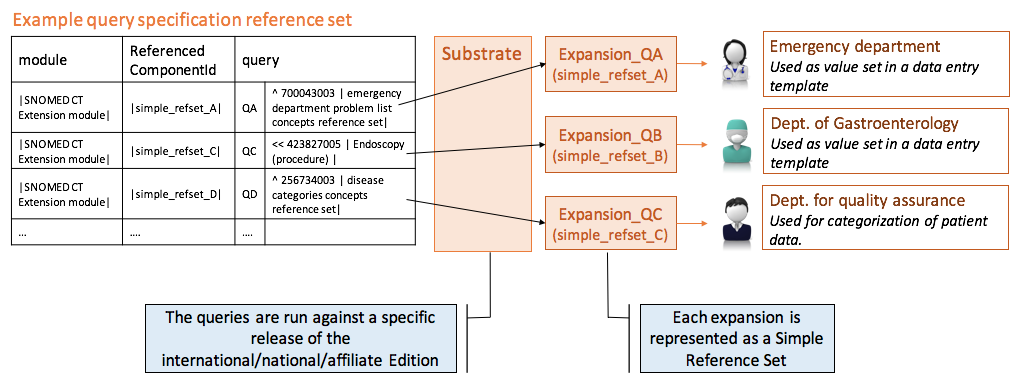 Example query specification reference set
module
Referenced
ComponentId
query
|SNOMED CT
Extension module|
|simple_refset_A|
QA
^ 700043003 | emergency
department problem list
concepts reference set|
|SNOMED CT
Extension module|
|simple_refset_C|
QC
<< 423827005 | Endoscopy
(procedure) |
|SNOMED CT
Extension module|
|simple_refset_D|
QD
^ 256734003 | disease
categories concepts
reference set|
...
....
....
Substrate
Expansion_QA
(simple_refset_A)
Expansion_QB
(simple_refset_B)
Expansion_QC
(simple_refset_C)
Emergency department
Used as value set in a data entry
template
Dept. of Gastroenterology
Used as value set in a data entry
template
Dept. for quality assurance
Used for categorization of patient
data.
The queries are run against a specific
release of the
international/national/affiliate Edition
Each expansion is
represented as a Simple
Reference Set